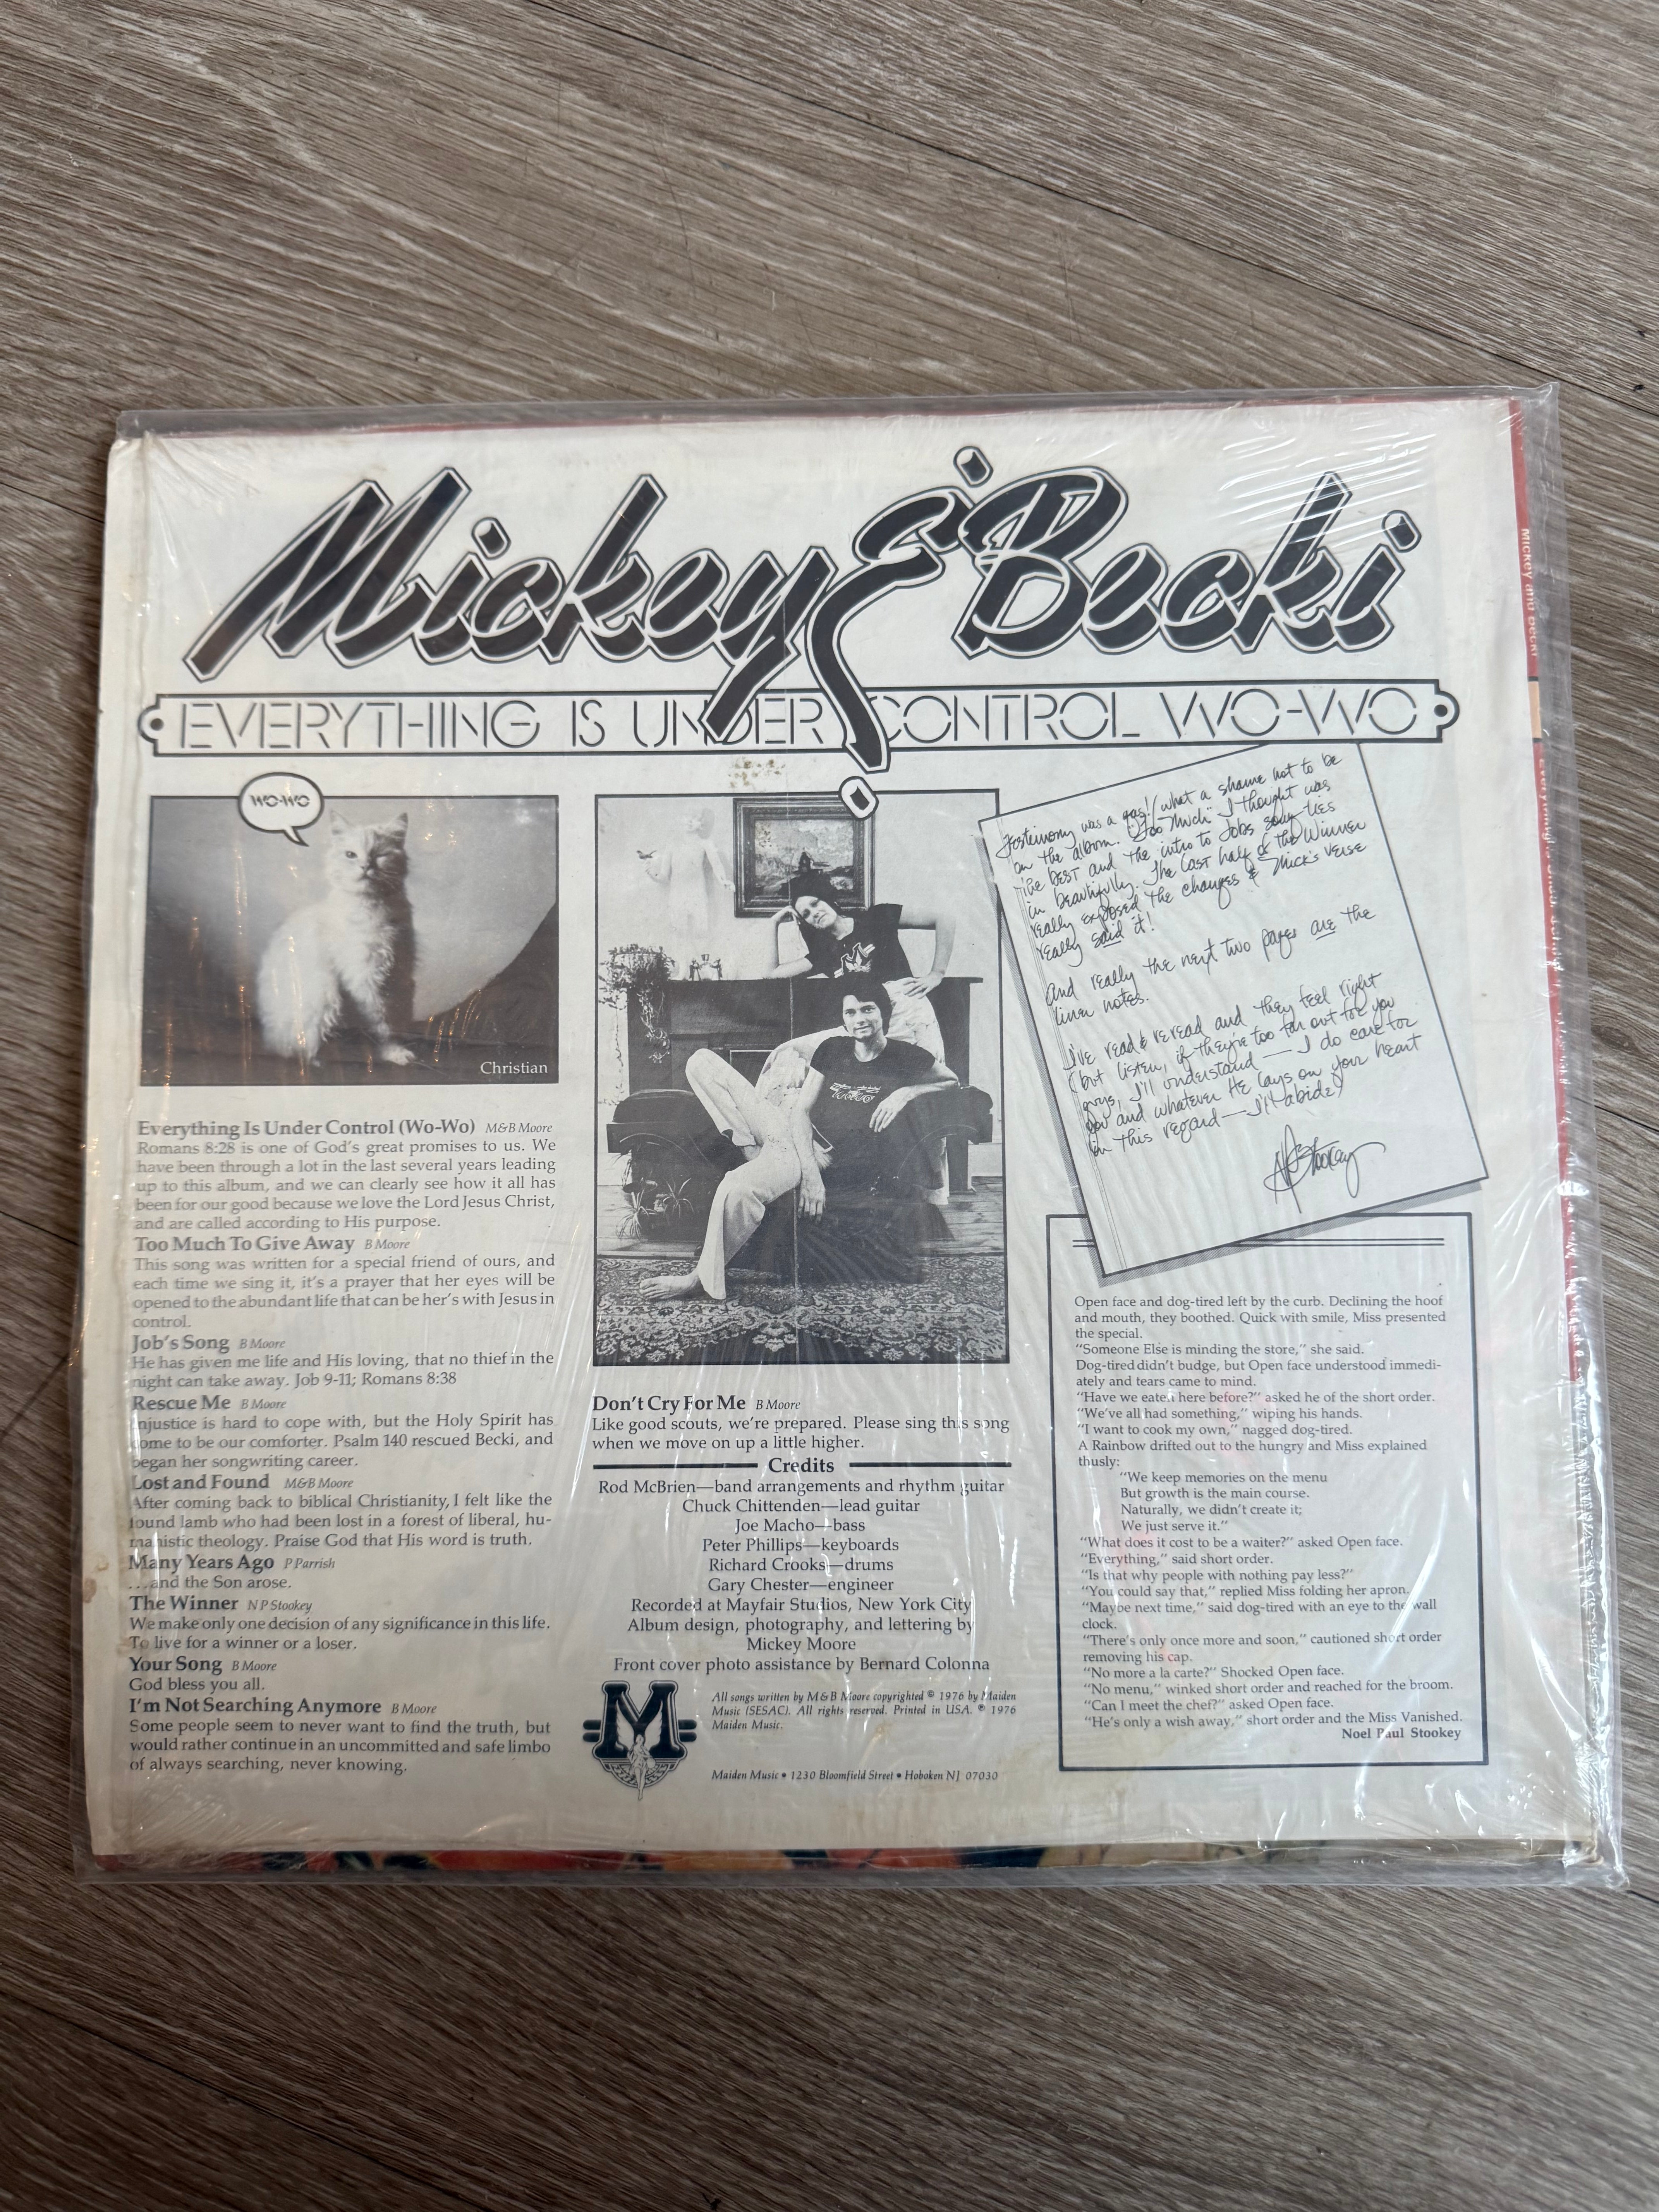 Mickey & Becki
EVERYTHING IS UNDER CONTROL WO-WO
WO-WO
Christian
Everything Is Under Control (Wo-Wo) M&B Moore
Romans 8:28 is one of God's great promises to us. We
have been through a lot in the last several years leading
up to this album, and we can clearly see how it all has
been for our good because we love the Lord Jesus Christ,
and are called according to His purpose.
Too Much To Give Away B Moore
This song was written for a special friend of ours, and
each time we sing it, it's a prayer that her eyes will be
opened to the abundant life that can be her's with Jesus in
control.
Job's Song B Moore
He has given me life and His loving, that no thief in the
night can take away. Job 9-11; Romans 8:38
Rescue Me B Moore
Injustice is hard to cope with, but the Holy Spirit has
come to be our comforter. Psalm 140 rescued Becki, and
began her songwriting career.
Lost and Found M&B Moore
After coming back to biblical Christianity, I felt like the
found lamb who had been lost in a forest of liberal, hu-
manistic theology. Praise God that His word is truth.
Many Years Ago P Parrish
...and the Son arose.
The Winner N P Stookey
We make only one decision of any significance in this life.
To live for a winner or a loser.
Your Song B Moore
God bless you all.
I'm Not Searching Anymore B Moore
Some people seem to never want to find the truth, but
would rather continue in an uncommitted and safe limbo
of always searching, never knowing.
Don't Cry For Me B Moore
Like good scouts, we're prepared. Please sing this song
when we move on up a little higher.
Credits
Rod McBrien—band arrangements and rhythm guitar
Chuck Chittenden—lead guitar
Joe Macho—bass
Peter Phillips—keyboards
Richard Crooks—drums
Gary Chester—engineer
Recorded at Mayfair Studios, New York City
Album design, photography, and lettering by
Mickey Moore
Front cover photo assistance by Bernard Colonna
M
All songs written by M&B Moore copyrighted © 1976 by Maiden
Music (SESAC). All rights reserved. Printed in USA. ℗ 1976
Maiden Music.
Maiden Music • 1230 Bloomfield Street • Hoboken NJ 07030
Testimony was a gas! (what a shame not to be
on the album. "Too Much" I thought was
the best and the intro to Jobs song ties
in beautifully. The last half of the Winner
really exposed the changes & Mick's verse
really said it!
And really the next two pages are the
liner notes.
I've read & reread and they feel right
(but listen, if they're too far out for you
guys, I'll understand — I do care for
you and whatever He lays on your heart
in this regard — I'll abide)
NPStookey
Open face and dog-tired left by the curb. Declining the hoof
and mouth, they boothed. Quick with smile, Miss presented
the special.
"Someone Else is minding the store," she said.
Dog-tired didn't budge, but Open face understood immedi-
ately and tears came to mind.
"Have we eaten here before?" asked he of the short order.
"We've all had something," wiping his hands.
"I want to cook my own," nagged dog-tired.
A Rainbow drifted out to the hungry and Miss explained
thusly:
"We keep memories on the menu
But growth is the main course.
Naturally, we didn't create it;
We just serve it."
"What does it cost to be a waiter?" asked Open face.
"Everything," said short order.
"Is that why people with nothing pay less?"
"You could say that," replied Miss folding her apron.
"Maybe next time," said dog-tired with an eye to the wall
clock.
"There's only once more and soon," cautioned short order
removing his cap.
"No more a la carte?" Shocked Open face.
"No menu," winked short order and reached for the broom.
"Can I meet the chef?" asked Open face.
"He's only a wish away," short order and the Miss Vanished.
Noel Paul Stookey
Mickey and Becki